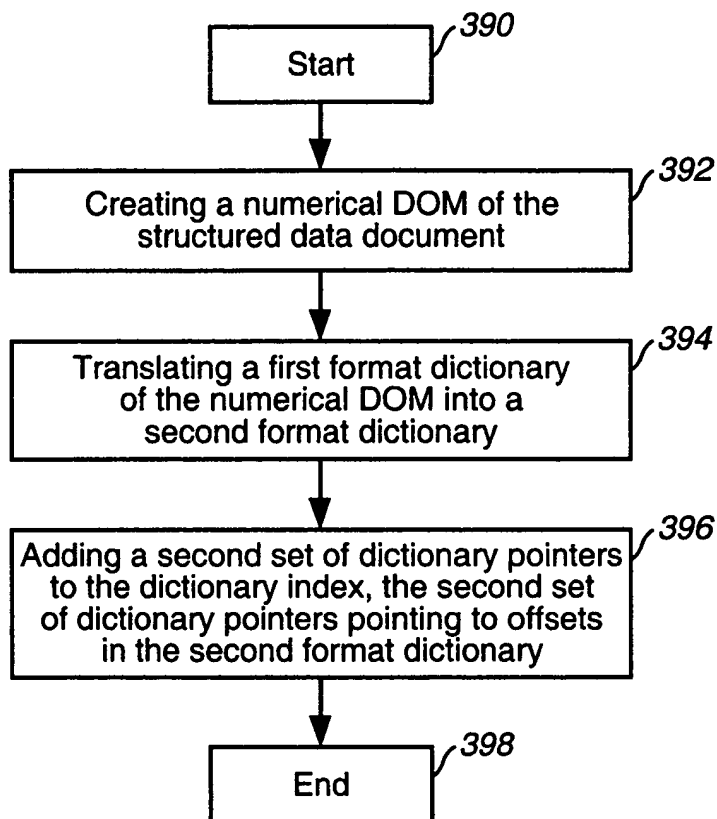 390
Start
392
Creating a numerical DOM of the
structured data document
394
Translating a first format dictionary
of the numerical DOM into a
second format dictionary
396
Adding a second set of dictionary pointers
to the dictionary index, the second set
of dictionary pointers pointing to offsets
in the second format dictionary
398
End